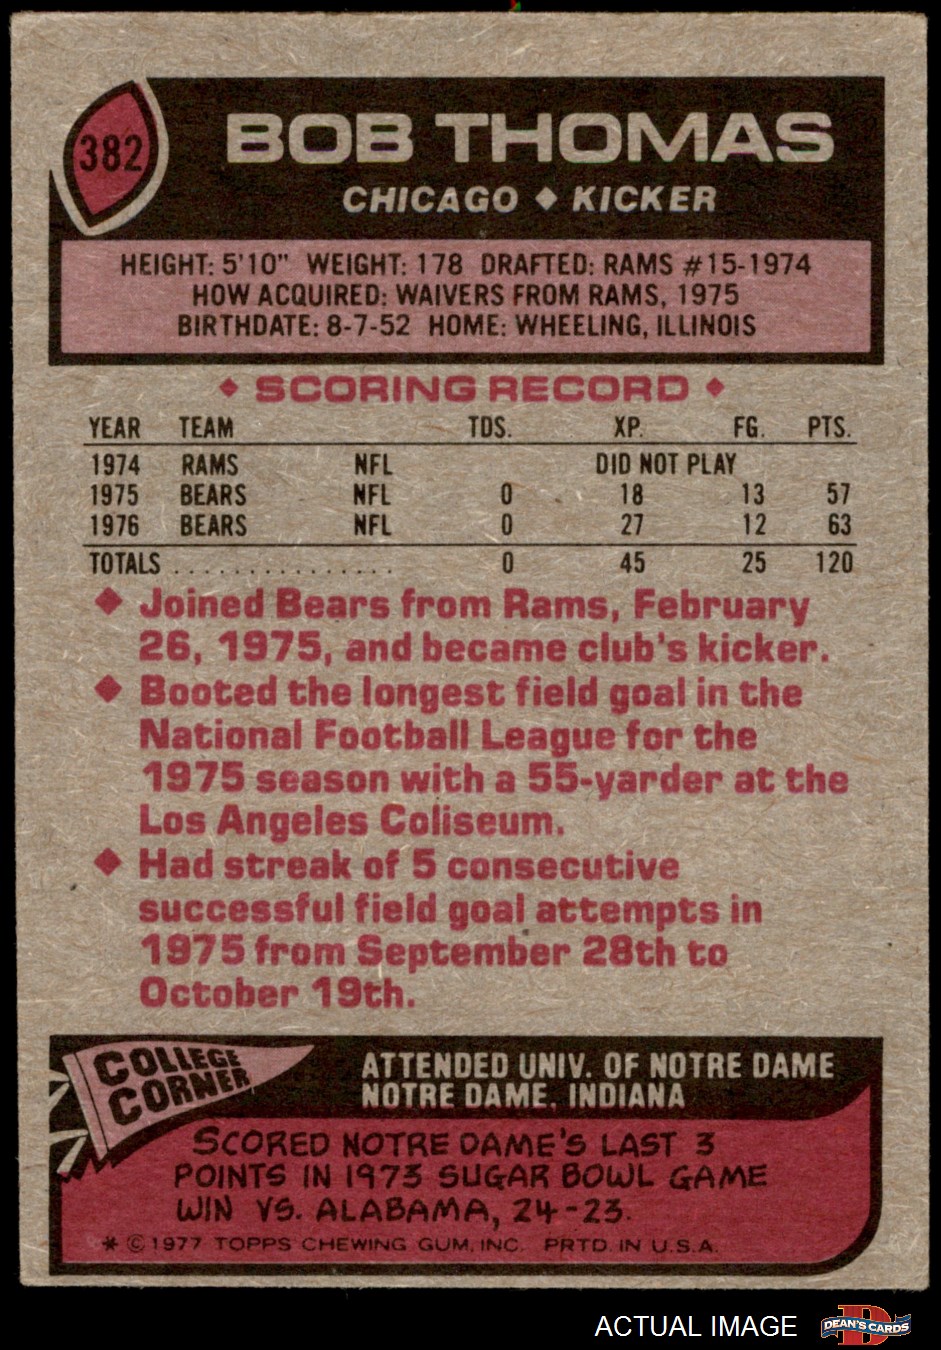 382
BOB THOMAS
CHICAGO ◆ KICKER
HEIGHT: 5'10" WEIGHT: 178 DRAFTED: RAMS #15-1974
HOW ACQUIRED: WAIVERS FROM RAMS, 1975
BIRTHDATE: 8-7-52 HOME: WHEELING, ILLINOIS
◆ SCORING RECORD ◆
YEAR TEAM TDS. XP. FG. PTS.
1974 RAMS NFL DID NOT PLAY
1975 BEARS NFL 0 18 13 57
1976 BEARS NFL 0 27 12 63
TOTALS . . . . . . . . . . . . . . . 0 45 25 120
◆ Joined Bears from Rams, February
26, 1975, and became club's kicker.
◆ Booted the longest field goal in the
National Football League for the
1975 season with a 55-yarder at the
Los Angeles Coliseum.
◆ Had streak of 5 consecutive
successful field goal attempts in
1975 from September 28th to
October 19th.
COLLEGE
CORNER
ATTENDED UNIV. OF NOTRE DAME
NOTRE DAME, INDIANA
SCORED NOTRE DAME'S LAST 3
POINTS IN 1973 SUGAR BOWL GAME
WIN VS. ALABAMA, 24-23.
* © 1977 TOPPS CHEWING GUM, INC. PRTD. IN U.S.A.
ACTUAL IMAGE
D
DEAN'S CARDS